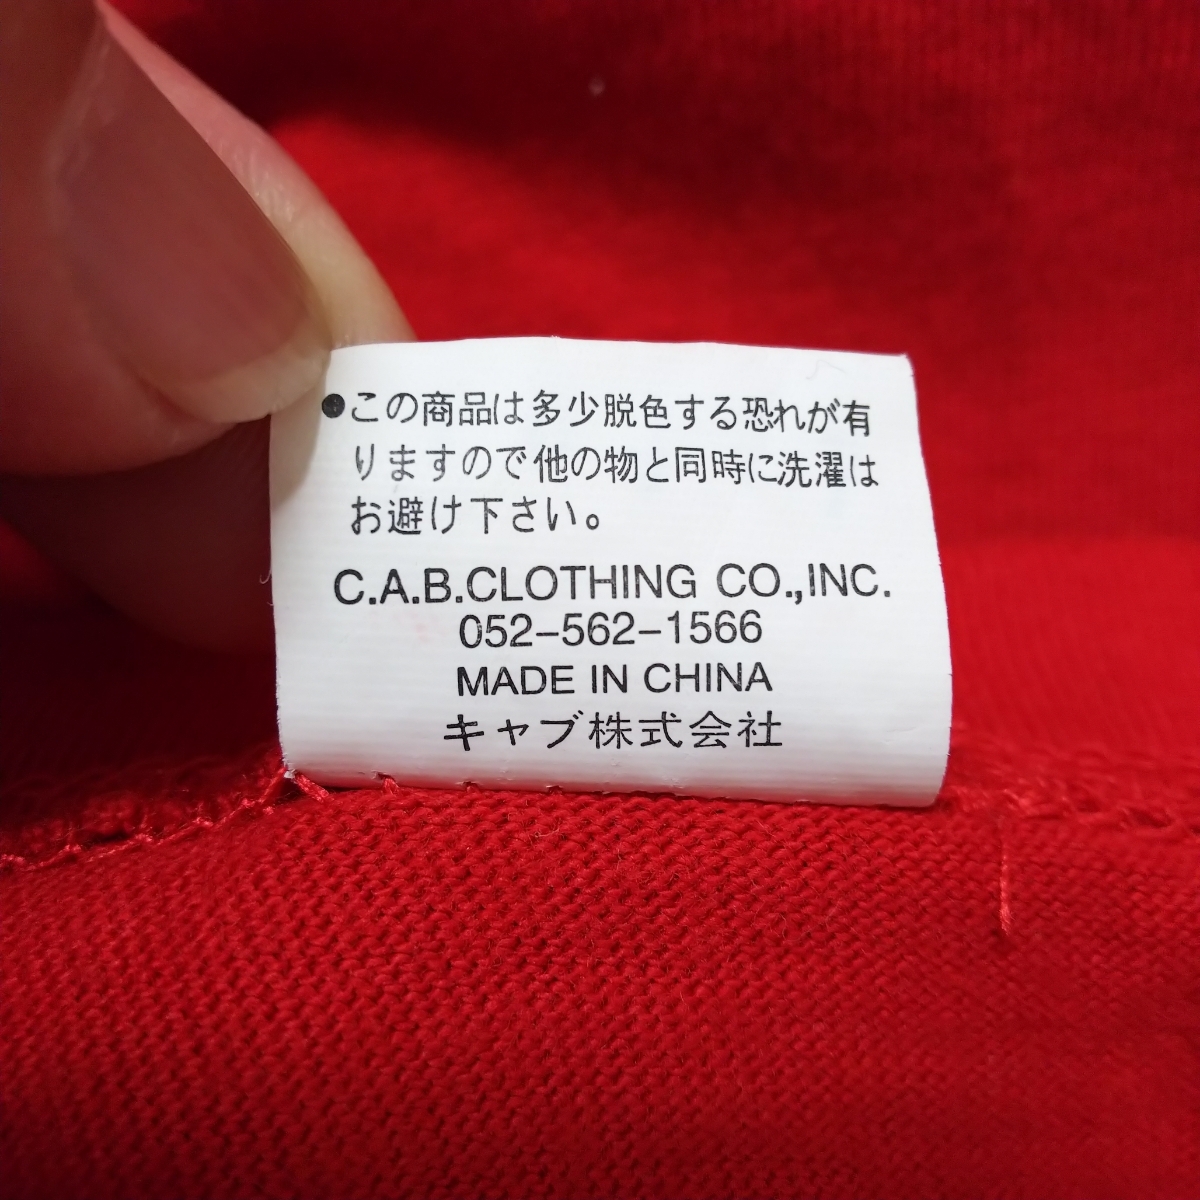 ●この商品は多少脱色する恐れが有
りますので他の物と同時に洗濯は
お避け下さい。
C.A.B.CLOTHING CO.,INC.
052-562-1566
MADE IN CHINA
キャブ株式会社